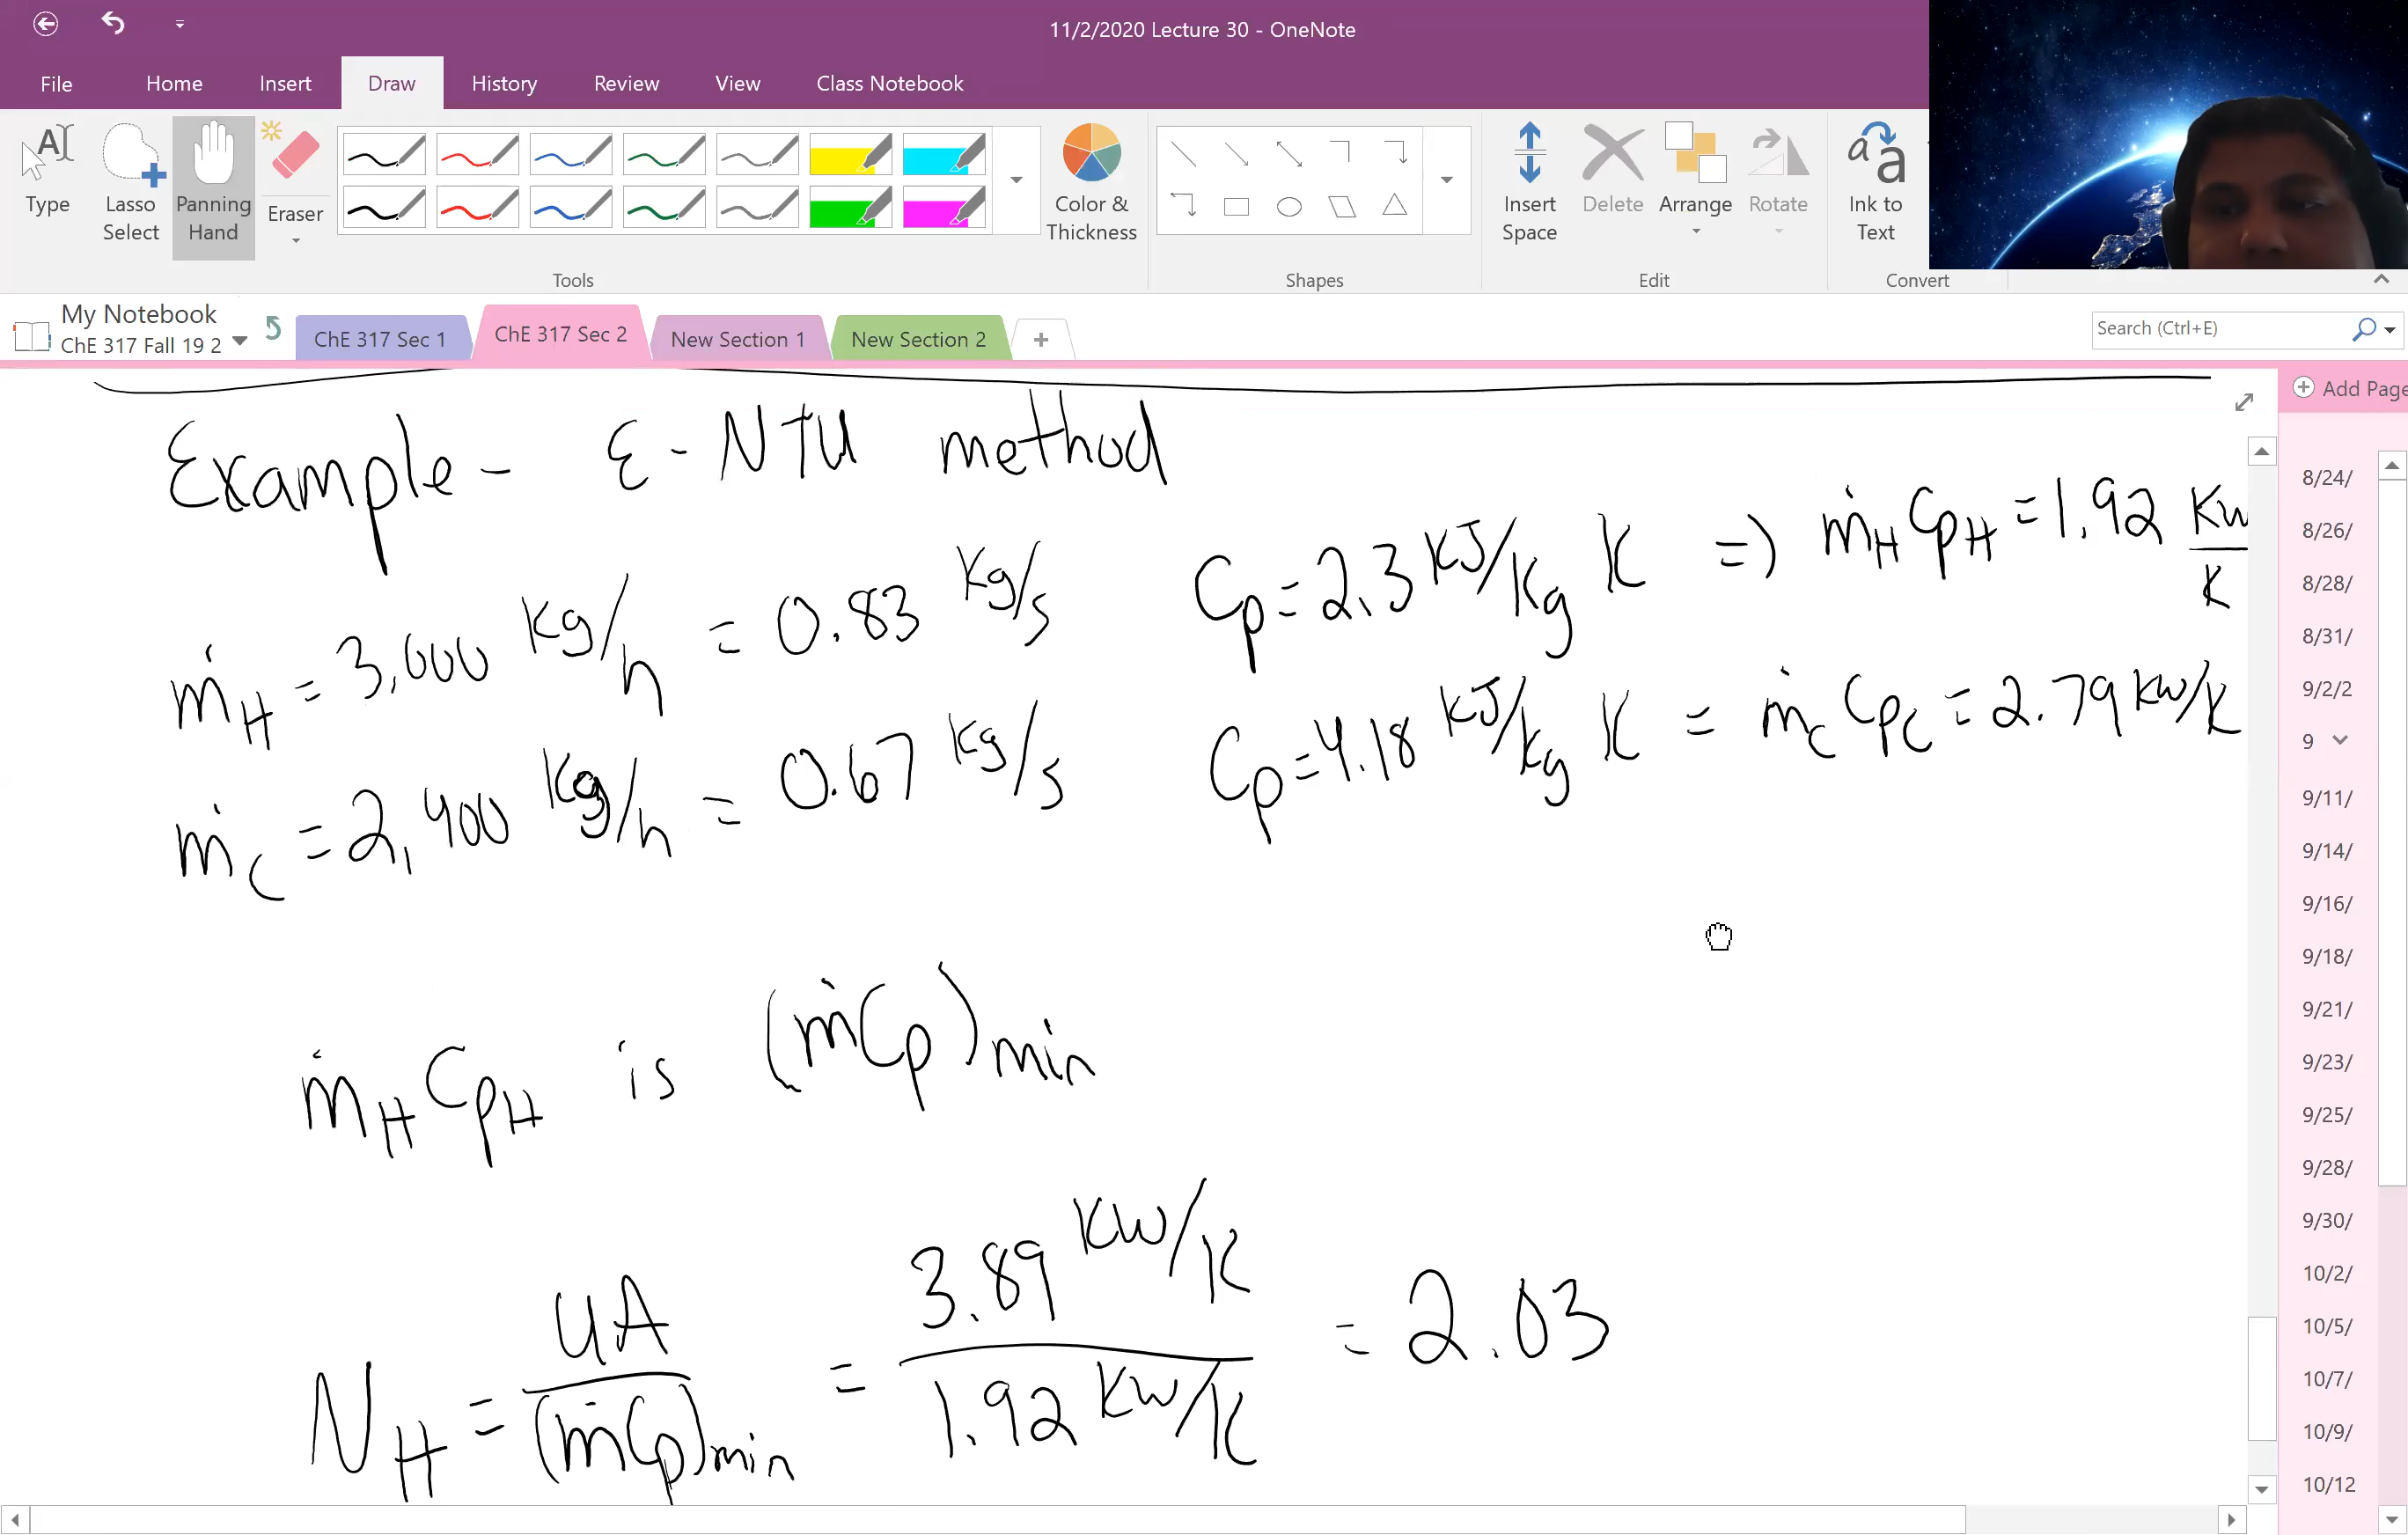 11/2/2020 Lecture 30 - OneNote
File Home Insert Draw History Review View Class Notebook
Type
Lasso Select
Panning Hand
Eraser
Color & Thickness
Insert Space
Delete
Arrange
Rotate
Ink to Text
Tools Shapes Edit Convert
My Notebook
ChE 317 Fall 19 2
ChE 317 Sec 1 ChE 317 Sec 2 New Section 1 New Section 2 +
Search (Ctrl+E)
Add Page
Example - ε - NTU method
ṁH = 3,000 kg/h = 0.83 kg/s Cp = 2.3 KJ/Kg K => ṁH CpH = 1.92 Kw/K
ṁC = 2,400 kg/h = 0.67 kg/s Cp = 4.18 KJ/kg K = ṁC CpC = 2.79 Kw/K
ṁH CpH is (ṁCp)min
NH = UA/(ṁCp)min = 3.89 Kw/K / 1.92 Kw/K = 2.03
8/24/
8/26/
8/28/
8/31/
9/2/2
9
9/11/
9/14/
9/16/
9/18/
9/21/
9/23/
9/25/
9/28/
9/30/
10/2/
10/5/
10/7/
10/9/
10/12